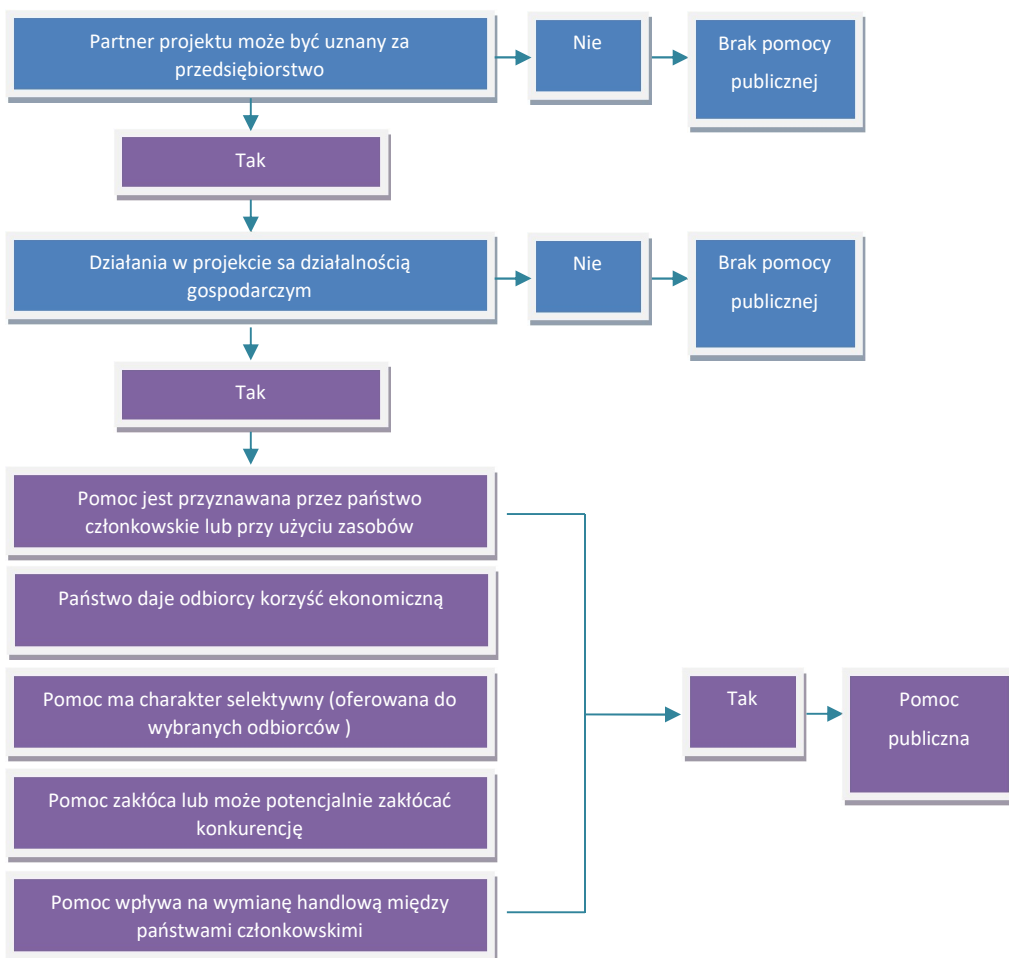 Partner projektu może być uznany za
przedsiębiorstwo
Nie
Brak pomocy
publicznej
Tak
Działania w projekcie sa działalnością
gospodarczym
Nie
Brak pomocy
publicznej
Tak
Pomoc jest przyznawana przez państwo
członkowskie lub przy użyciu zasobów
Państwo daje odbiorcy korzyść ekonomiczną
Pomoc ma charakter selektywny (oferowana do
wybranych odbiorców )
Tak
Pomoc
publiczna
Pomoc zakłóca lub może potencjalnie zakłócać
konkurencję
Pomoc wpływa na wymianę handlową między
państwami członkowskimi